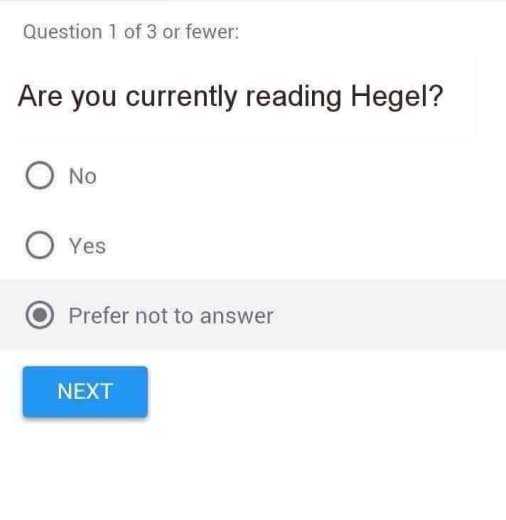 Question 1 of 3 or fewer:
Are you currently reading Hegel?
No
Yes
Prefer not to answer
NEXT